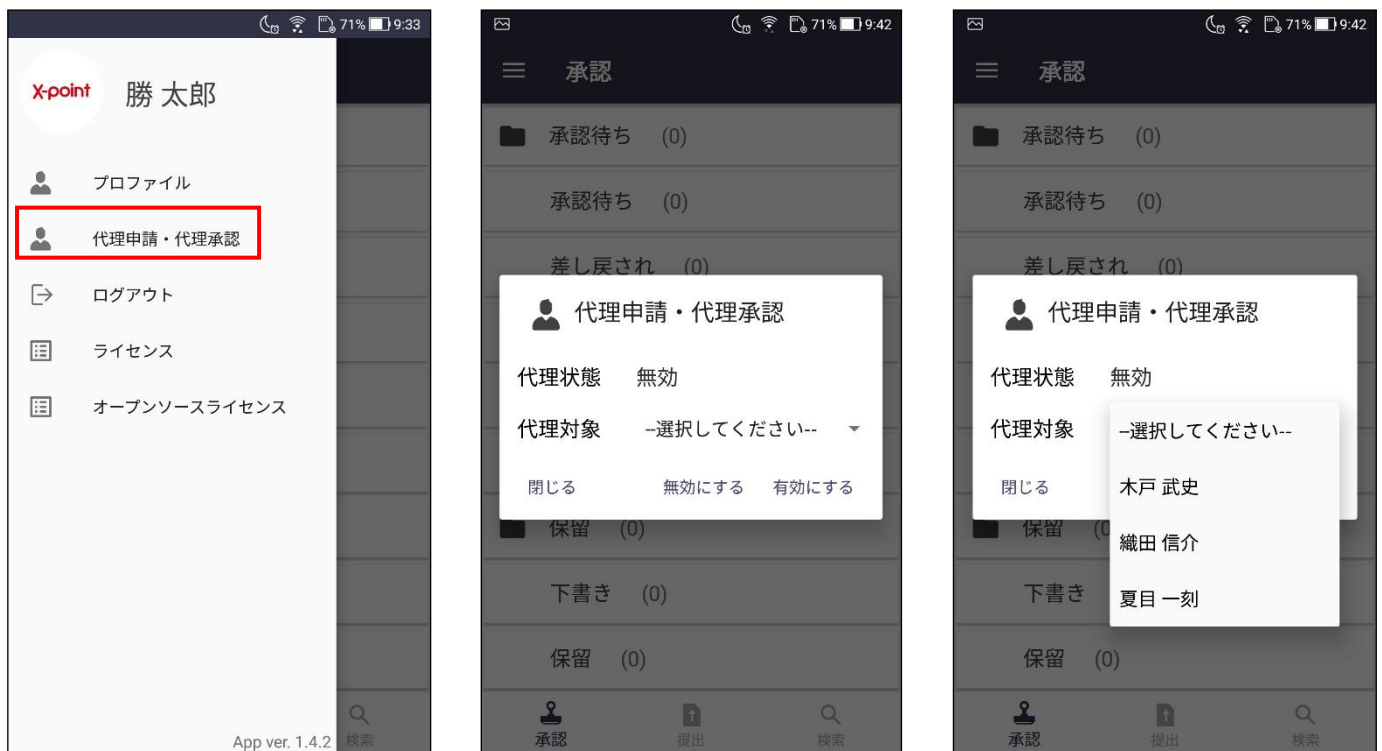 71% 9:33
X-point 勝 太郎
プロファイル
代理申請・代理承認
ログアウト
ライセンス
オープンソースライセンス
検索
App ver. 1.4.2
71% 9:42
承認
承認待ち (0)
承認待ち (0)
差し戻され (0)
代理申請・代理承認
代理状態 無効
代理対象 --選択してください--
閉じる 無効にする 有効にする
保留 (0)
下書き (0)
保留 (0)
承認 提出 検索
71% 9:42
承認
承認待ち (0)
承認待ち (0)
差し戻され (0)
代理申請・代理承認
代理状態 無効
代理対象 --選択してください--
閉じる 木戸 武史
保留 (0
織田 信介
下書き 夏目 一刻
保留 (0)
承認 提出 検索